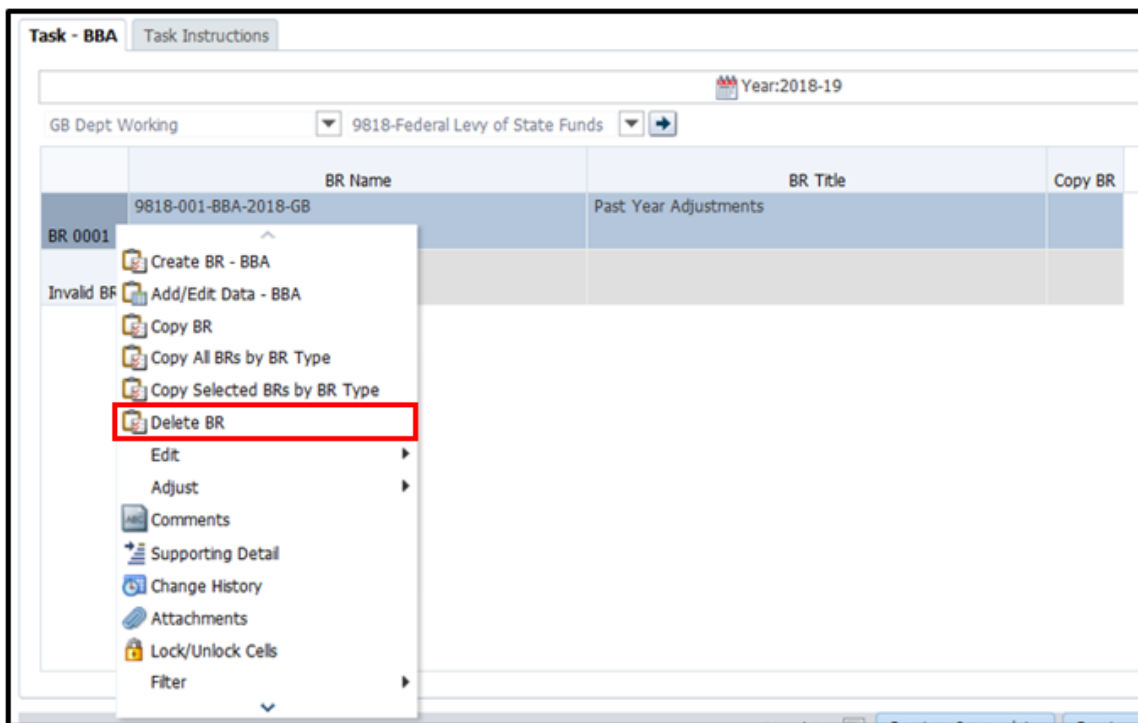 Task - BBA Task Instructions
Year:2018-19
GB Dept Working 9818-Federal Levy of State Funds
BR Name BR Title Copy BR
9818-001-BBA-2018-GB Past Year Adjustments
BR 0001
Create BR - BBA
Invalid BR
Add/Edit Data - BBA
Copy BR
Copy All BRs by BR Type
Copy Selected BRs by BR Type
Delete BR
Edit
Adjust
Comments
Supporting Detail
Change History
Attachments
Lock/Unlock Cells
Filter